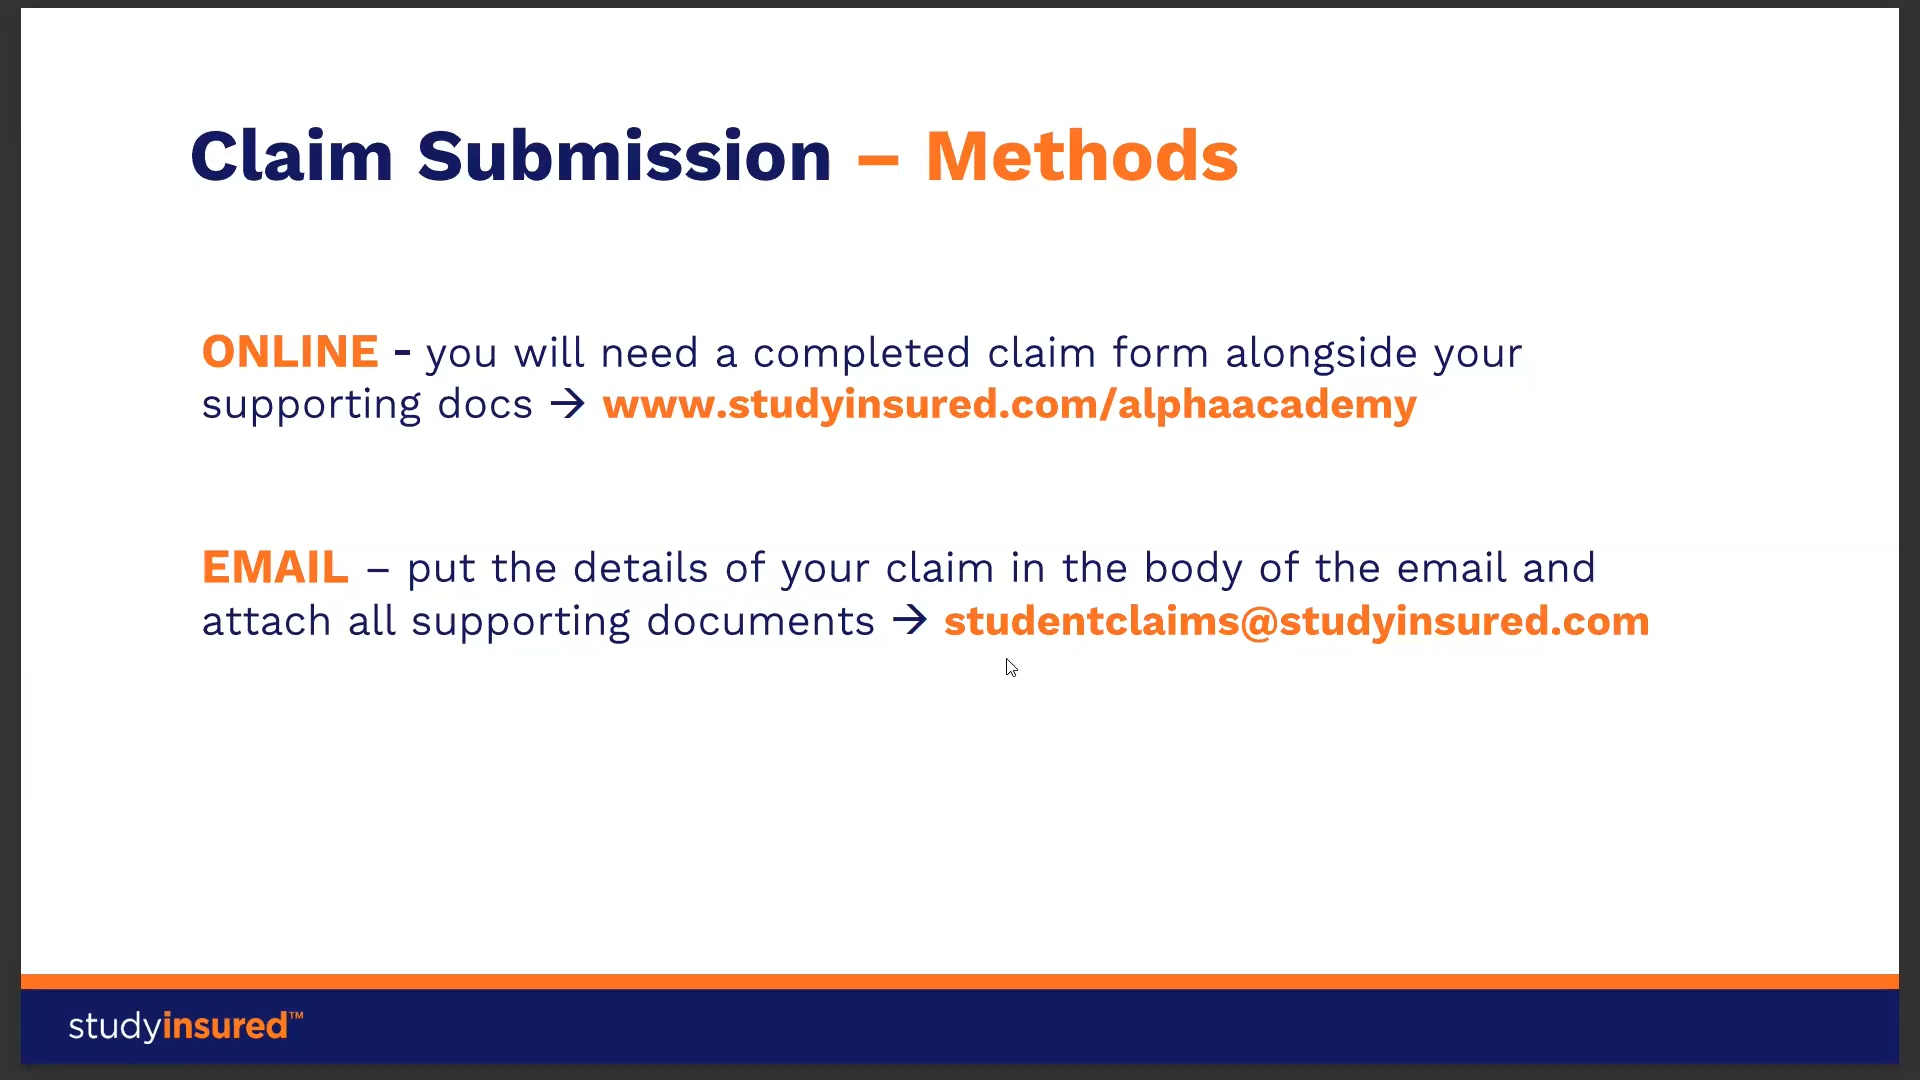 Claim Submission – Methods
ONLINE - you will need a completed claim form alongside your
supporting docs → www.studyinsured.com/alphaacademy
EMAIL – put the details of your claim in the body of the email and
attach all supporting documents → studentclaims@studyinsured.com
studyinsured™